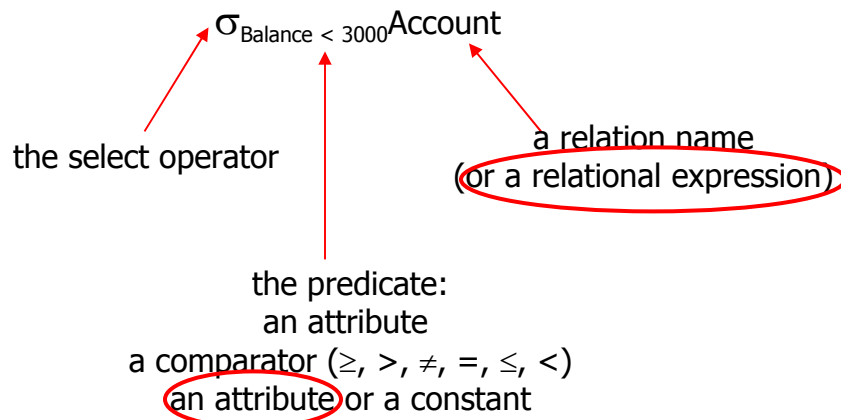 σBalance < 3000Account
the select operator
a relation name
(or a relational expression)
the predicate:
an attribute
a comparator (≥, >, ≠, =, ≤, <)
an attribute or a constant